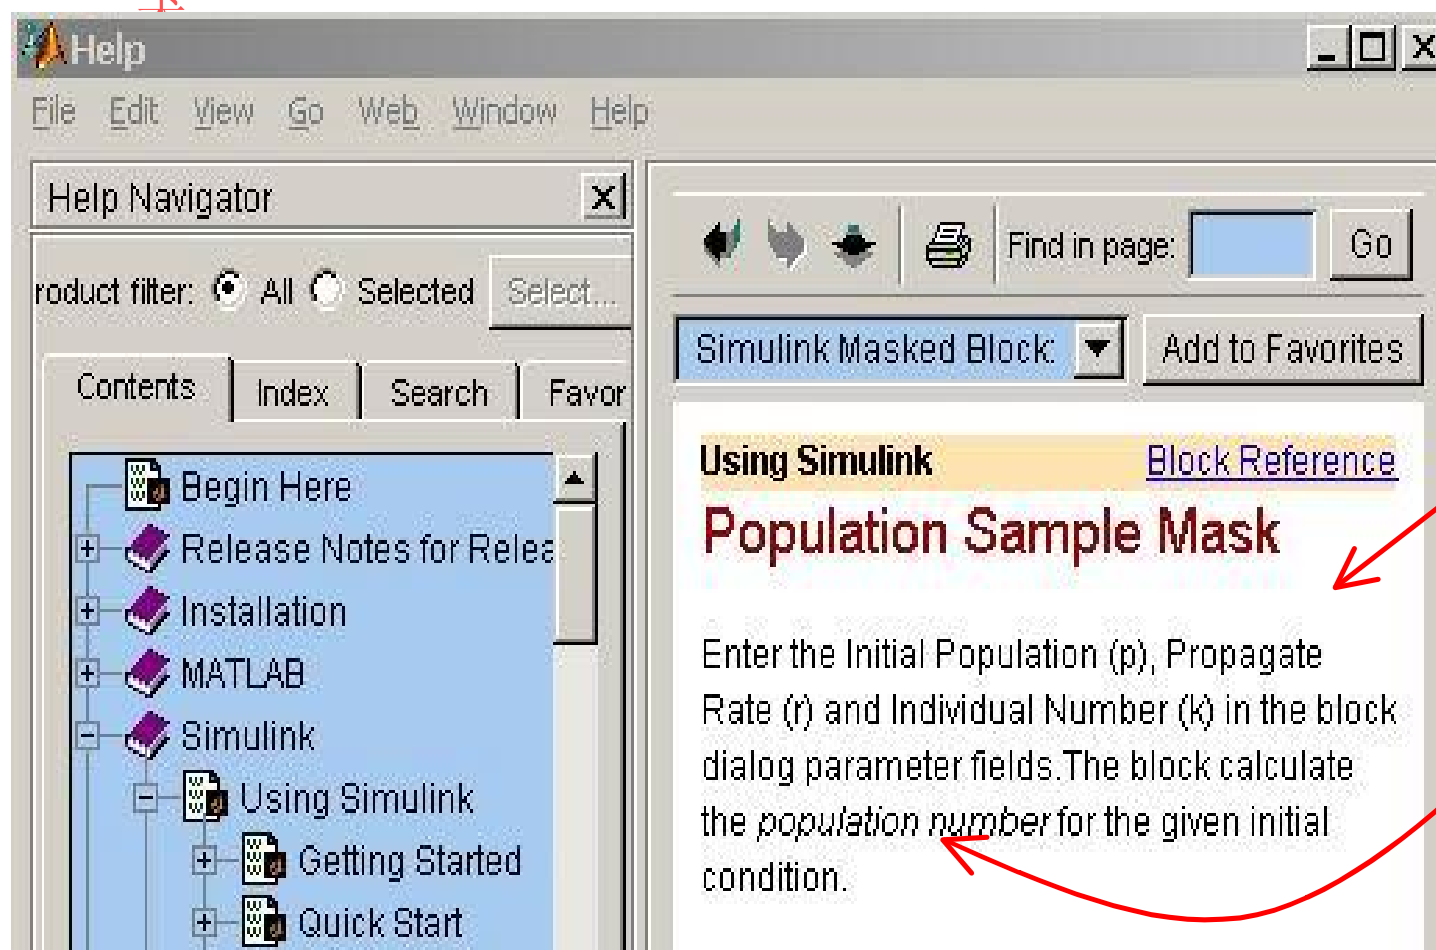 Help
File Edit View Go Web Window Help
Help Navigator
Find in page: Go
roduct filter: All Selected Select...
Simulink Masked Block: Add to Favorites
Contents Index Search Favor
Using Simulink Block Reference
Population Sample Mask
Begin Here
Release Notes for Relea
Installation
MATLAB
Simulink
Using Simulink
Getting Started
Quick Start
Enter the Initial Population (p), Propagate
Rate (r) and Individual Number (k) in the block
dialog parameter fields.The block calculate
the population number for the given initial
condition.